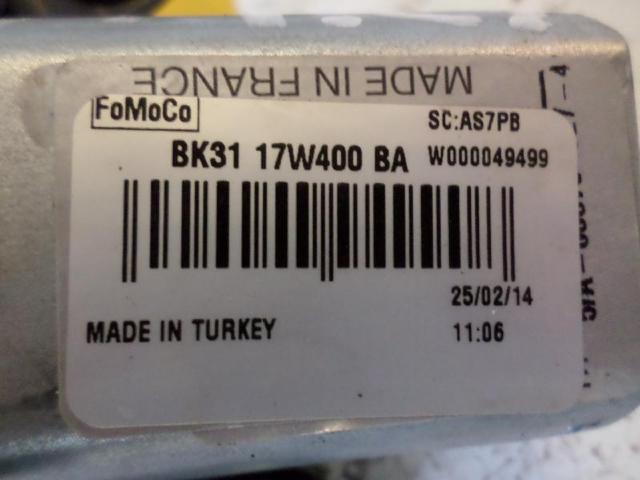 MADE IN FRANCE
FoMoCo
SC:AS7PB
BK31 17W400 BA
W000049499
25/02/14
MADE IN TURKEY
11:06